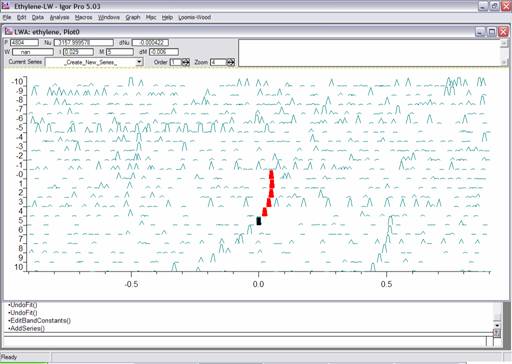 Ethylene-LW - Igor Pro 5.03
File Edit Data Analysis Macros Windows Graph Misc Help Loomis-Wood
LWA: ethylene, Plot0
P 4804 Nu 3157.999578 dNu -0.000422
W nan I 0.029 M 5 dM -0.006
Current Series _Create_New_Series_ Order 1 Zoom 4
-10
-9
-8
-7
-6
-5
-4
-3
-2
-1
0
1
2
3
4
5
6
7
8
9
10
-0.5 0.0 0.5
•UndoFit()
•UndoFit()
•EditBandConstants()
•AddSeries()
Ready